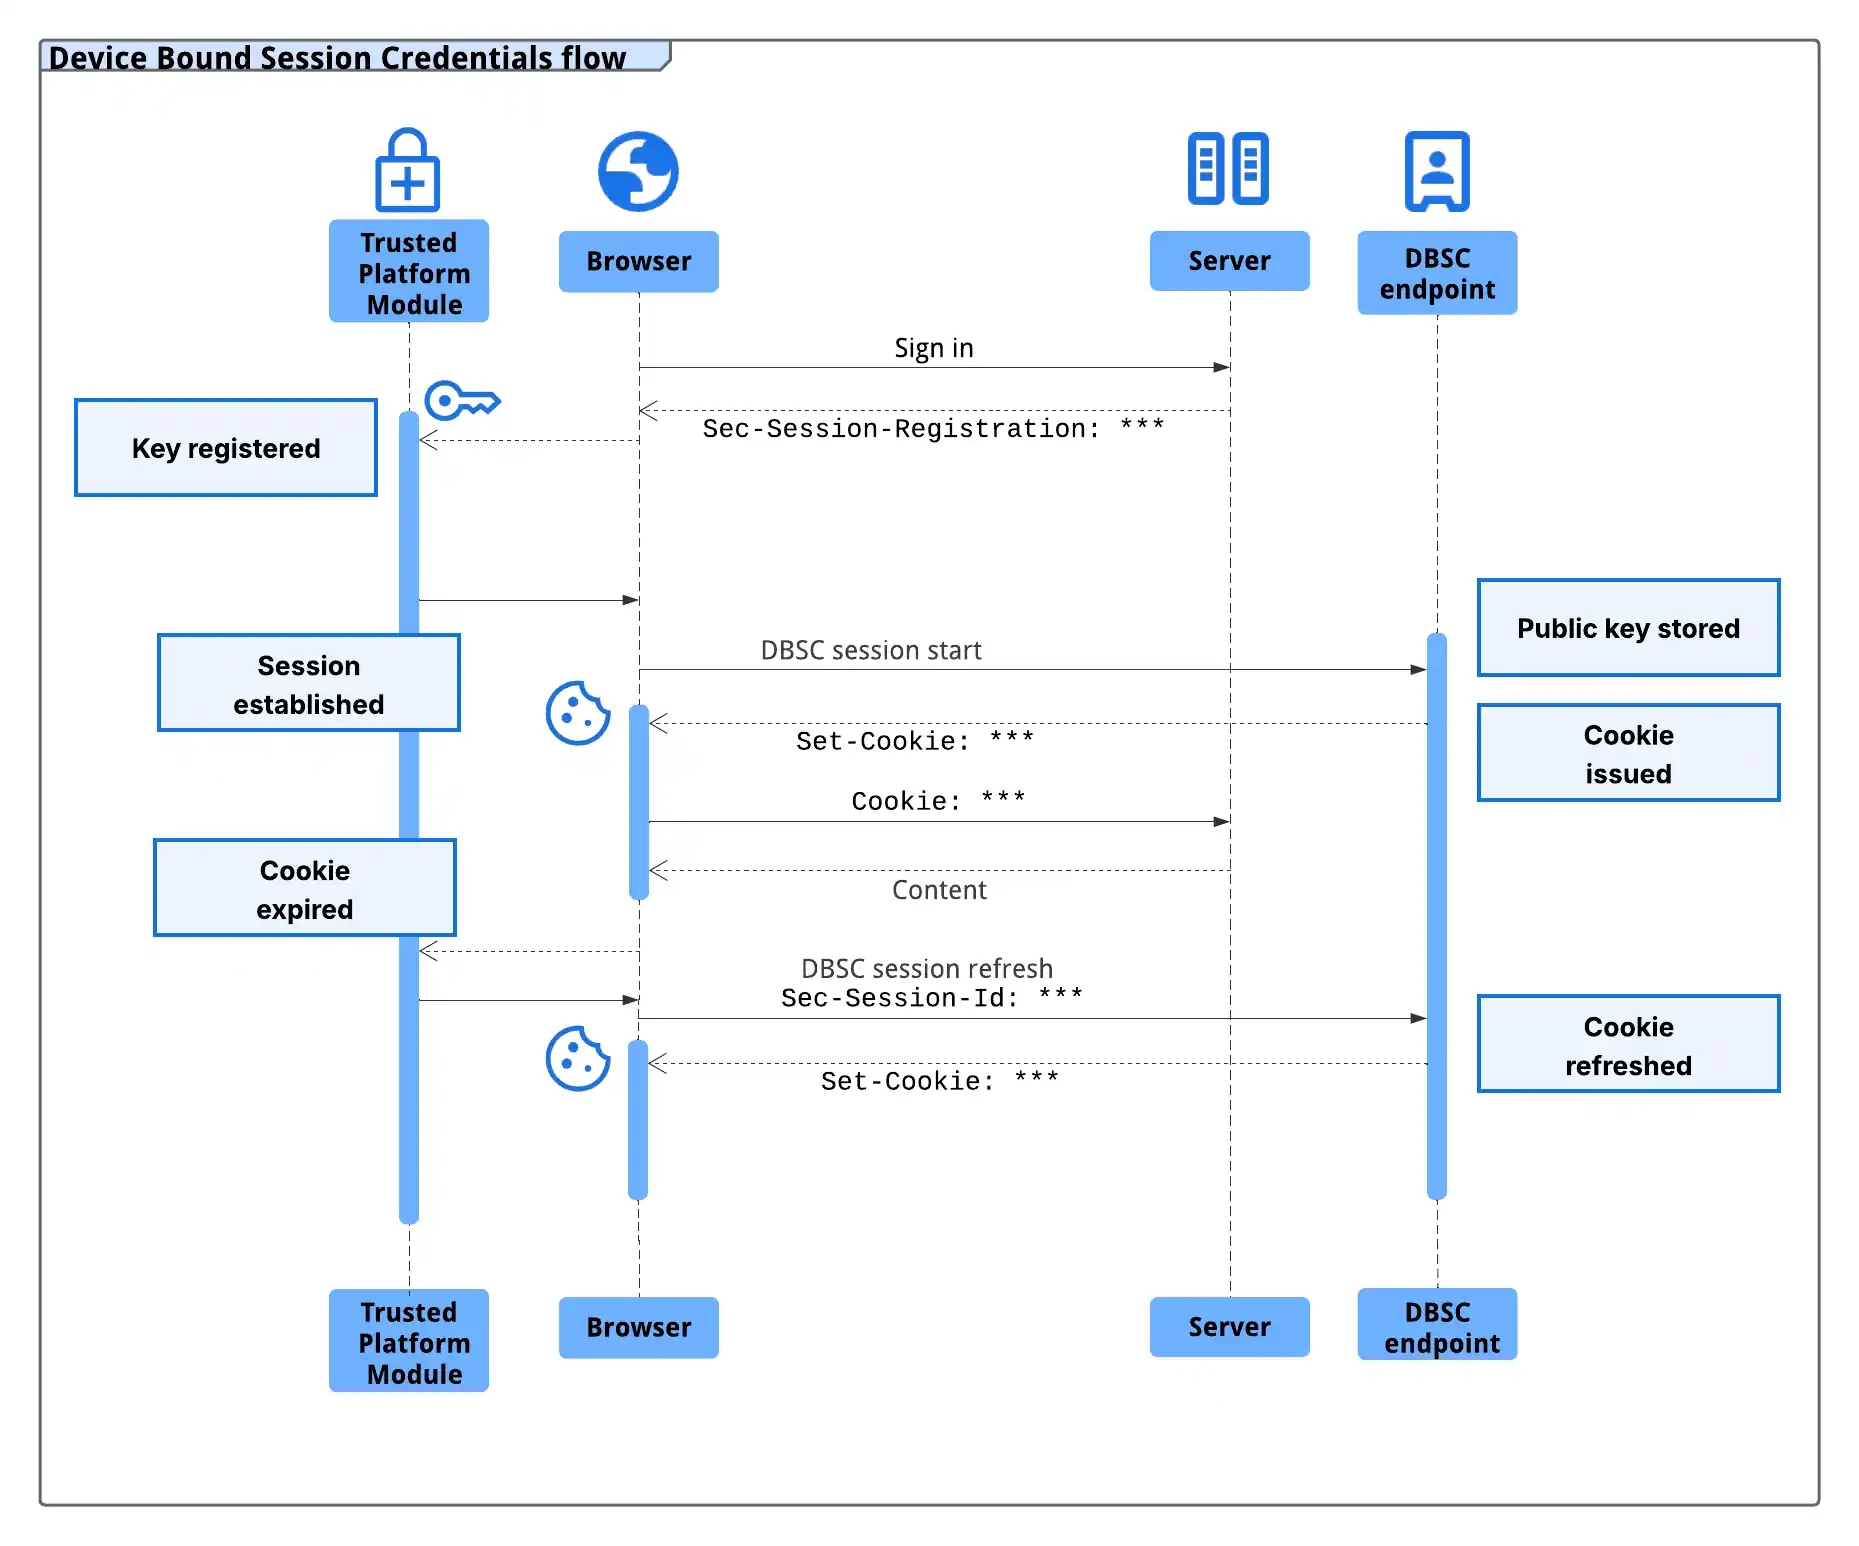 Device Bound Session Credentials flow
Trusted
Platform
Module
Browser
Server
DBSC
endpoint
Sign in
Sec-Session-Registration: ***
Key registered
Public key stored
DBSC session start
Session
established
Set-Cookie: ***
Cookie
issued
Cookie: ***
Content
Cookie
expired
DBSC session refresh
Sec-Session-Id: ***
Cookie
refreshed
Set-Cookie: ***
Trusted
Platform
Module
Browser
Server
DBSC
endpoint